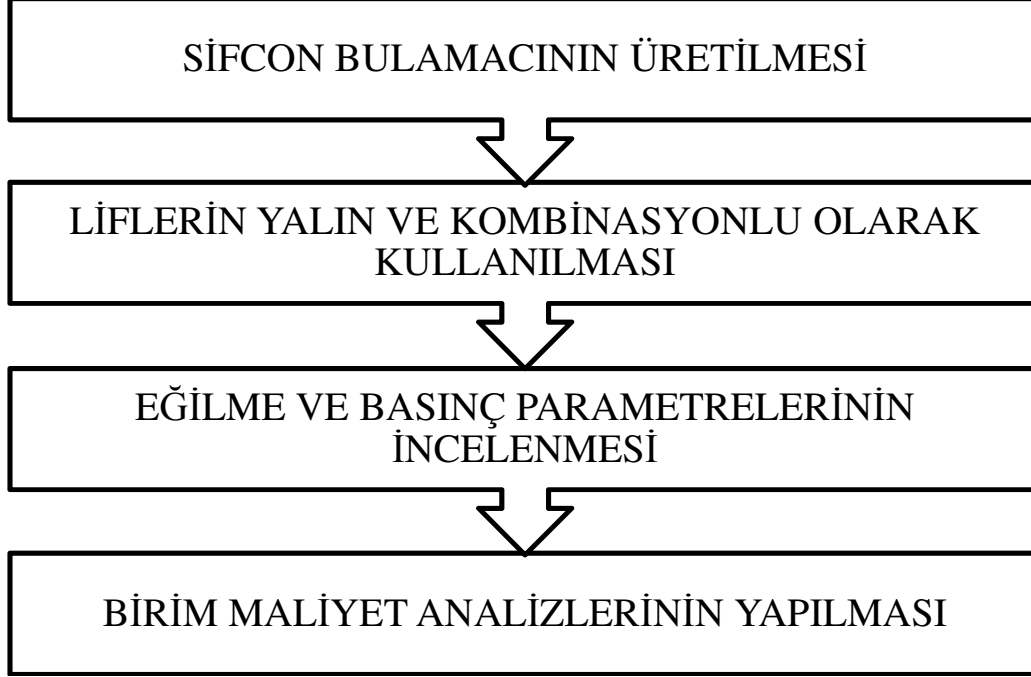 SİFCON BULAMACININ ÜRETİLMESİ
LİFLERİN YALIN VE KOMBİNASYONLU OLARAK
KULLANILMASI
EĞİLME VE BASINÇ PARAMETRELERİNİN
İNCELENMESİ
BİRİM MALİYET ANALİZLERİNİN YAPILMASI